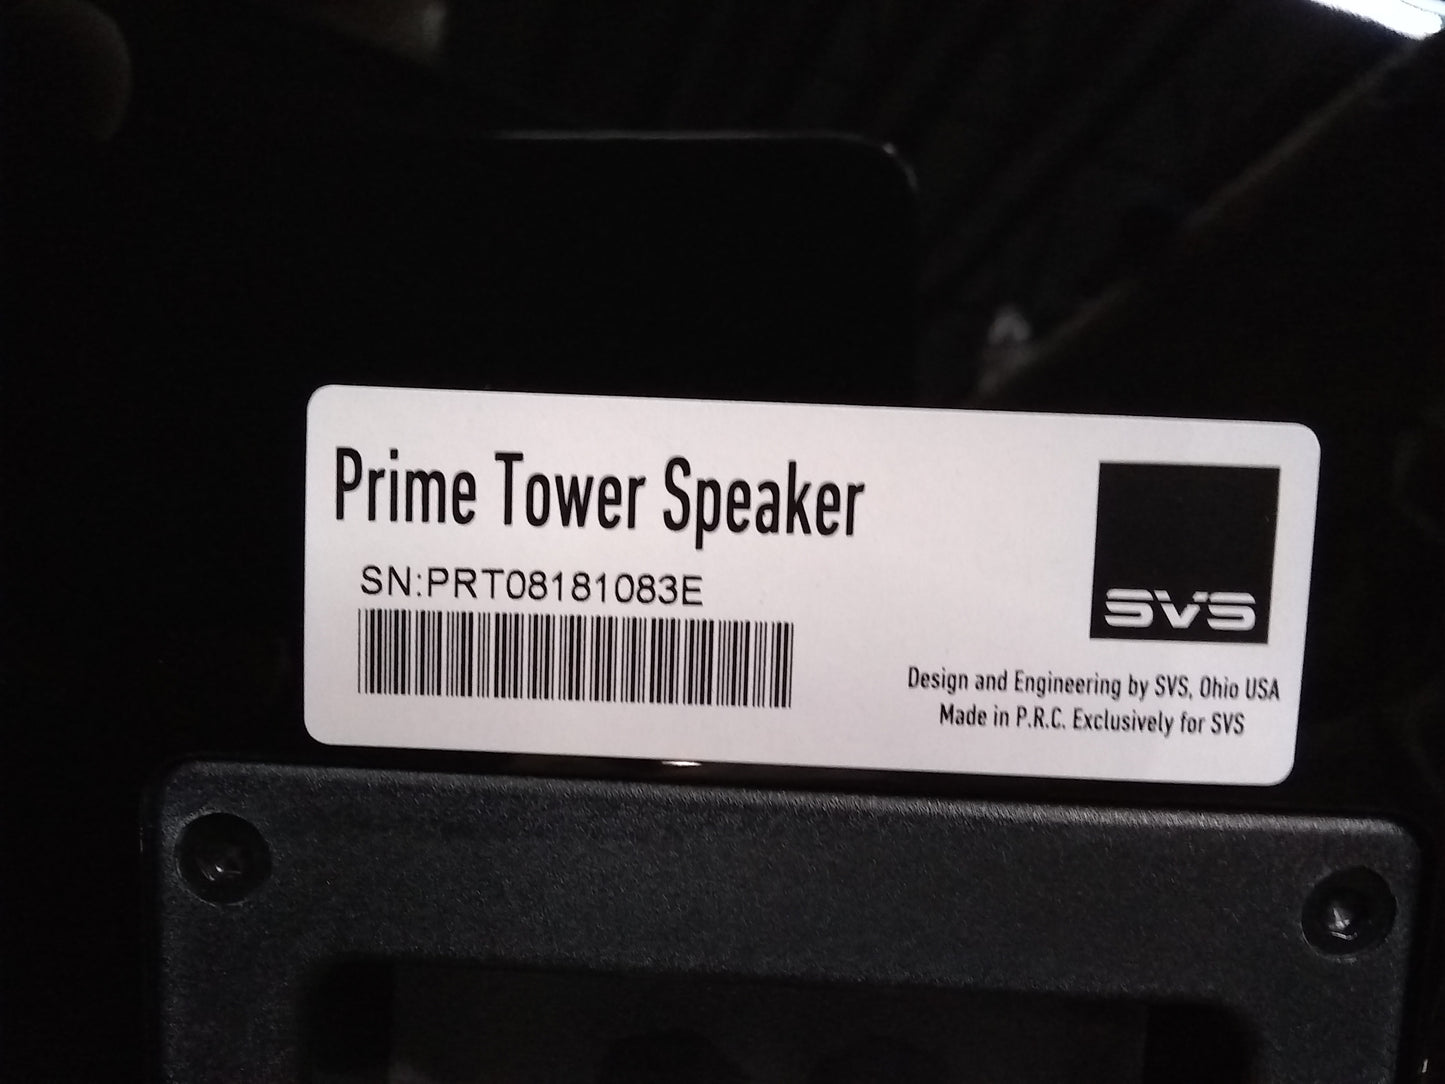 Prime Tower Speaker
SN:PRT08181083E
SVS
Design and Engineering by SVS, Ohio USA
Made in P.R.C. Exclusively for SVS